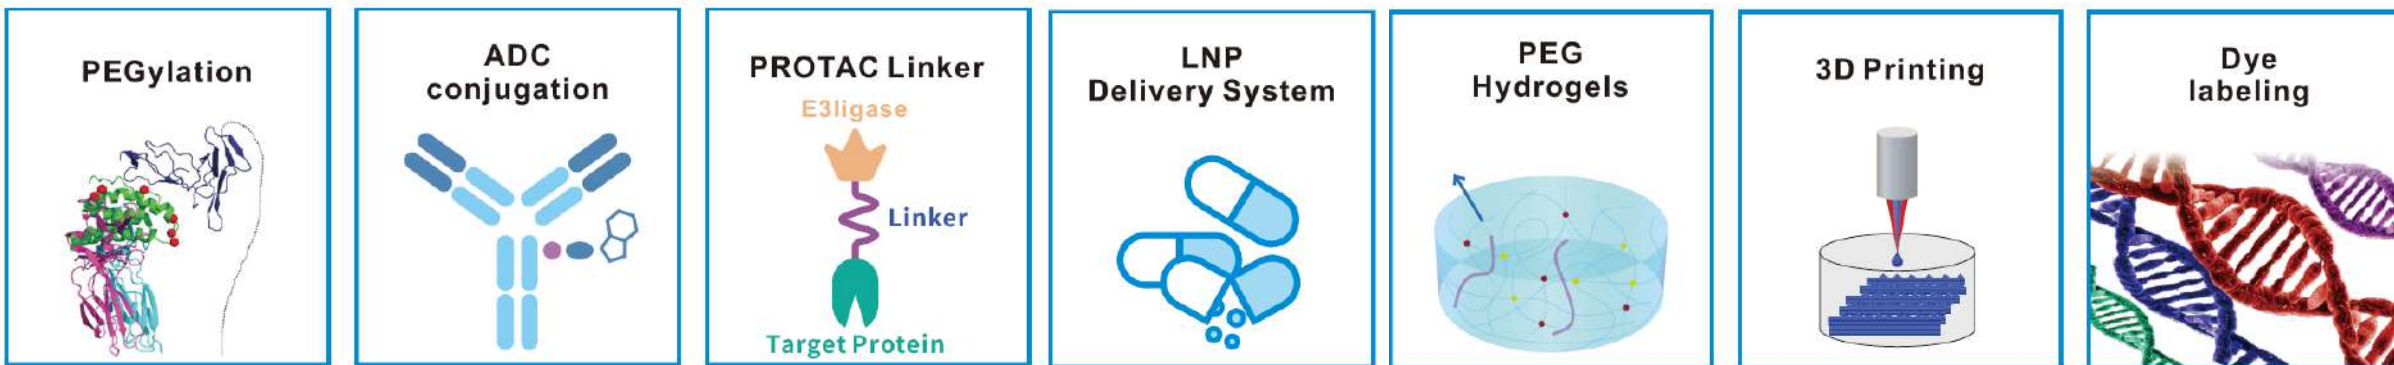 PEGylation
ADC
conjugation
PROTAC Linker
E3ligase
Linker
Target Protein
LNP
Delivery System
PEG
Hydrogels
3D Printing
Dye
labeling